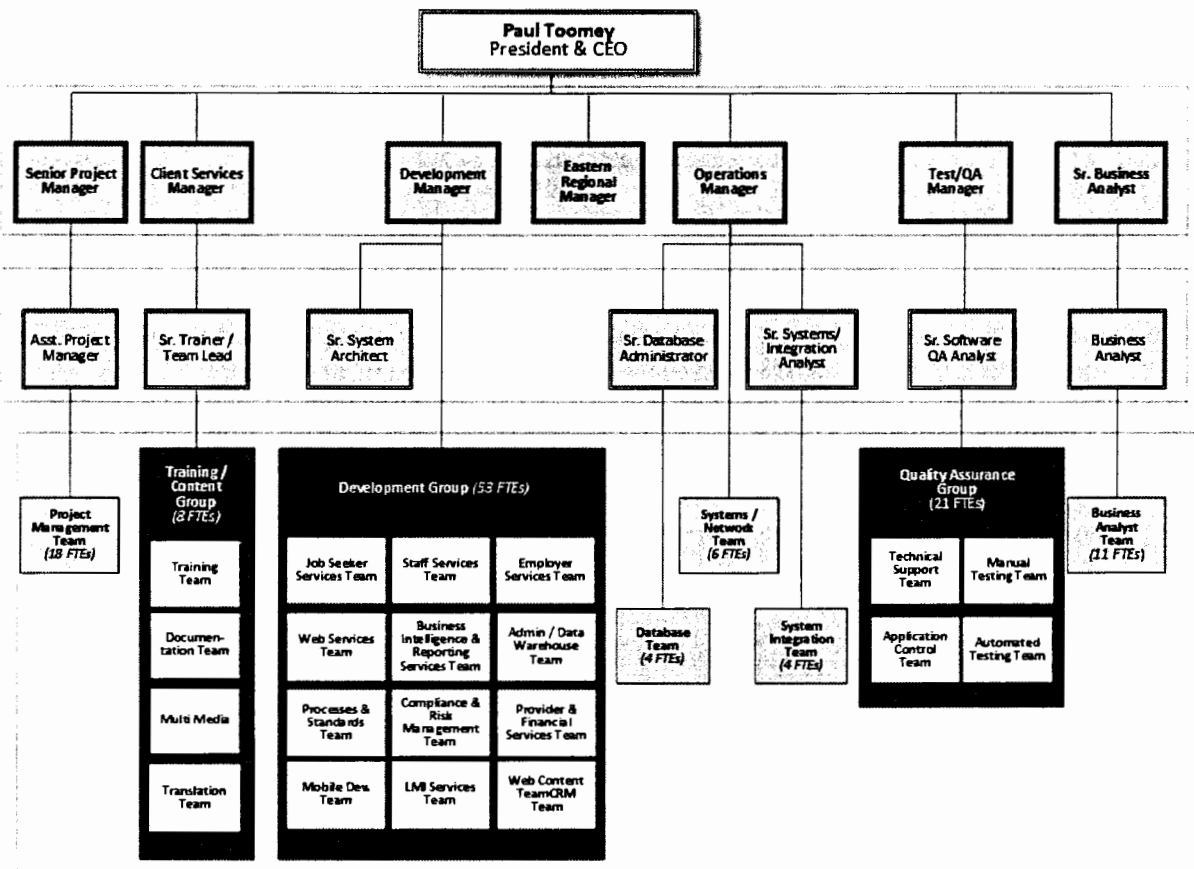 Paul Toomey
President & CEO
Senior Project
Manager
Client Services
Manager
Development
Manager
Eastern
Regional
Manager
Operations
Manager
Test/QA
Manager
Sr. Business
Analyst
Asst. Project
Manager
Sr. Trainer /
Team Lead
Sr. System
Architect
Sr. Database
Administrator
Sr. Systems/
Integration
Analyst
Sr. Software
QA Analyst
Business
Analyst
Project
Management
Team
(18 FTEs)
Training /
Content
Group
(8 FTEs)
Training
Team
Documen-
tation Team
Multi Media
Translation
Team
Development Group (53 FTEs)
Job Seeker
Services Team
Staff Services
Team
Employer
Services Team
Web Services
Team
Business
Intelligence &
Reporting
Services Team
Admin / Data
Warehouse
Team
Processes &
Standards
Team
Compliance &
Risk
Management
Team
Provider &
Financial
Services Team
Mobile Dev.
Team
LMI Services
Team
Web Content
TeamCRM
Team
Database
Team
(4 FTEs)
Systems /
Network
Team
(6 FTEs)
System
Integration
Team
(4 FTEs)
Quality Assurance
Group
(21 FTEs)
Technical
Support
Team
Manual
Testing Team
Application
Control
Team
Automated
Testing Team
Business
Analyst
Team
(11 FTEs)